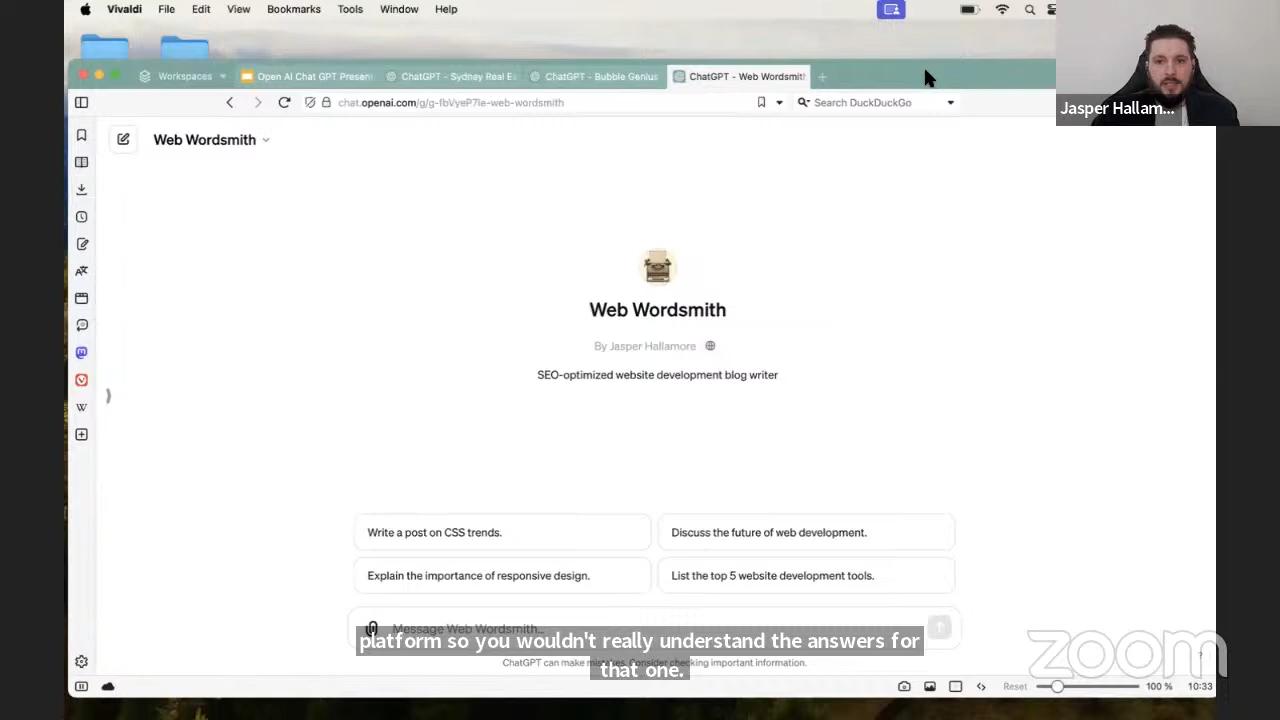 Vivaldi File Edit View Bookmarks Tools Window Help
Workspaces Open AI Chat GPT Present ChatGPT - Sydney Real E ChatGPT - Bubble Genius ChatGPT - Web Wordsmith
chat.openai.com/g/g-fbVyeP7Ie-web-wordsmith Search DuckDuckGo
Jasper Hallam...
Web Wordsmith
Web Wordsmith
By Jasper Hallamore
SEO-optimized website development blog writer
Write a post on CSS trends. Discuss the future of web development.
Explain the importance of responsive design. List the top 5 website development tools.
Message Web Wordsmith...
platform so you wouldn't really understand the answers for
that one.
ChatGPT can make mistakes. Consider checking important information.
zoom
Reset 100 % 10:33